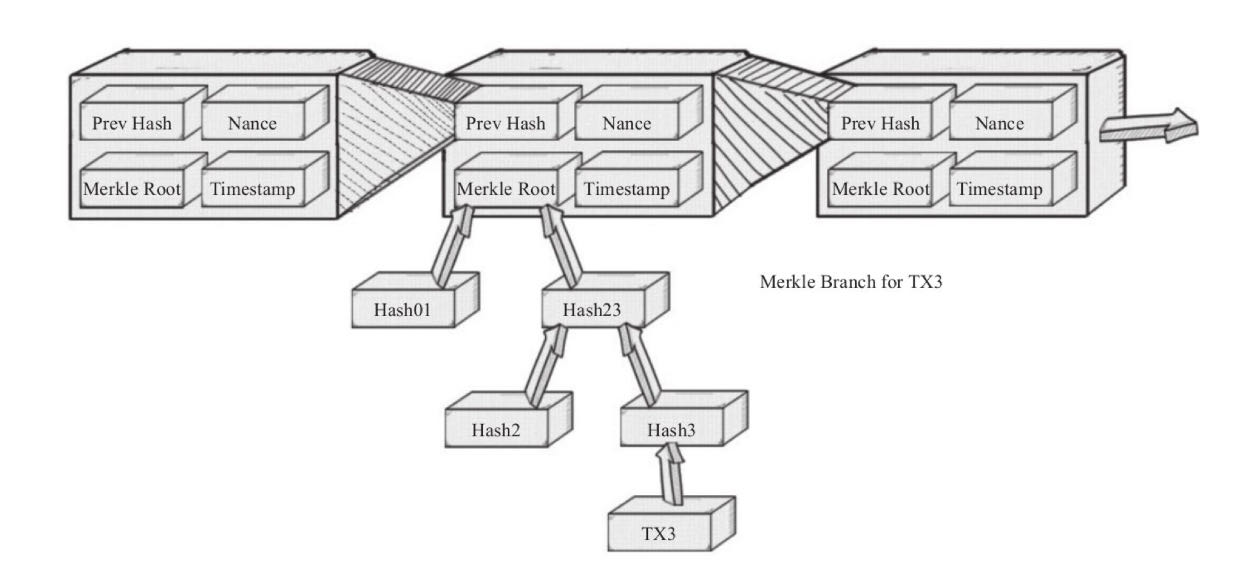 Prev Hash Nance Prev Hash Nance Prev Hash Nance
Merkle Root Timestamp Merkle Root Timestamp Merkle Root Timestamp
Merkle Branch for TX3
Hash01 Hash23
Hash2 Hash3
TX3